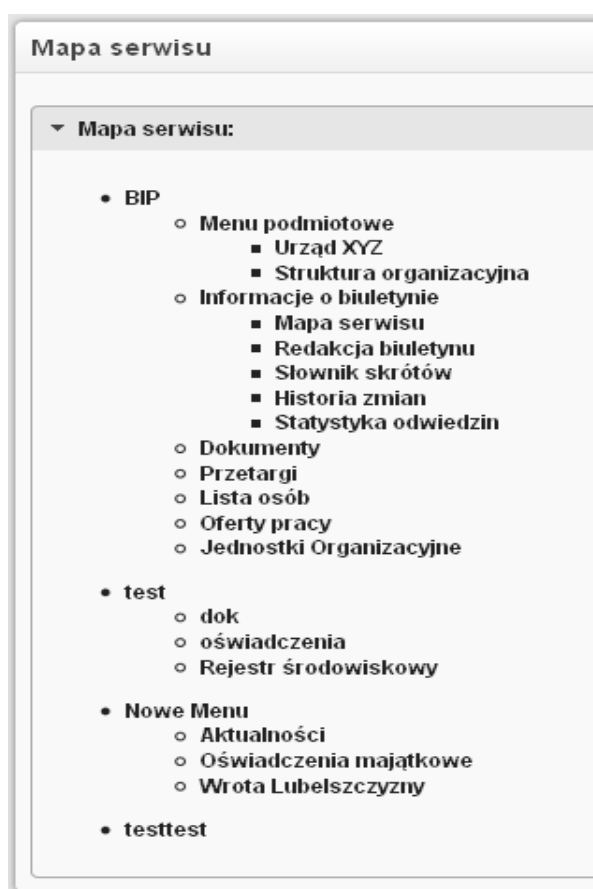 Mapa serwisu
Mapa serwisu:
BIP
Menu podmiotowe
Urząd XYZ
Struktura organizacyjna
Informacje o biuletynie
Mapa serwisu
Redakcja biuletynu
Słownik skrótów
Historia zmian
Statystyka odwiedzin
Dokumenty
Przetargi
Lista osób
Oferty pracy
Jednostki Organizacyjne
test
dok
oświadczenia
Rejestr środowiskowy
Nowe Menu
Aktualności
Oświadczenia majątkowe
Wrota Lubelszczyzny
testtest